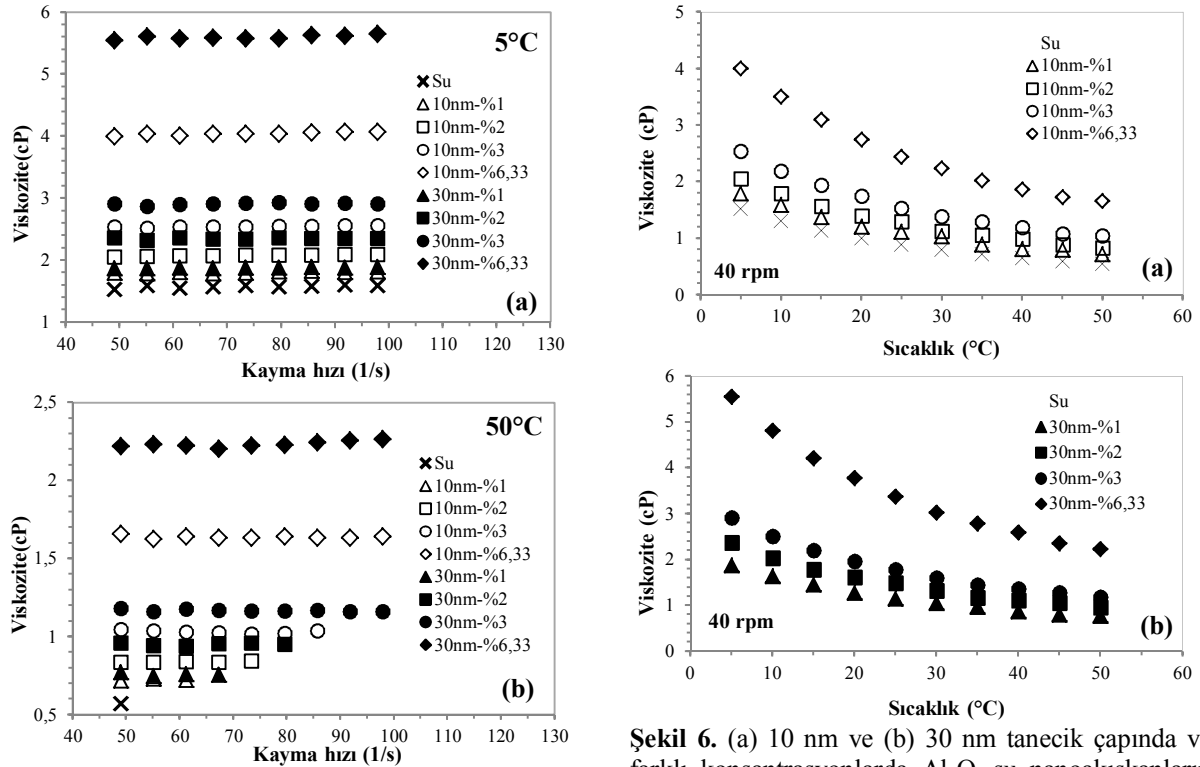 6
5
4
3
2
1
40 50 60 70 80 90 100 110 120 130
Viskozite(cP)
Kayma hızı (1/s)
5°C
Su
10nm-%1
10nm-%2
10nm-%3
10nm-%6,33
30nm-%1
30nm-%2
30nm-%3
30nm-%6,33
(a)
2,5
2
1,5
1
0,5
40 50 60 70 80 90 100 110 120 130
Viskozite(cP)
Kayma hızı (1/s)
50°C
Su
10nm-%1
10nm-%2
10nm-%3
10nm-%6,33
30nm-%1
30nm-%2
30nm-%3
30nm-%6,33
(b)
5
4
3
2
1
0
0 10 20 30 40 50 60
Viskozite (cP)
Sıcaklık (°C)
Su
10nm-%1
10nm-%2
10nm-%3
10nm-%6,33
40 rpm
(a)
6
5
4
3
2
1
0
0 10 20 30 40 50 60
Viskozite (cP)
Sıcaklık (°C)
Su
30nm-%1
30nm-%2
30nm-%3
30nm-%6,33
40 rpm
(b)
Şekil 6. (a) 10 nm ve (b) 30 nm tanecik çapında v